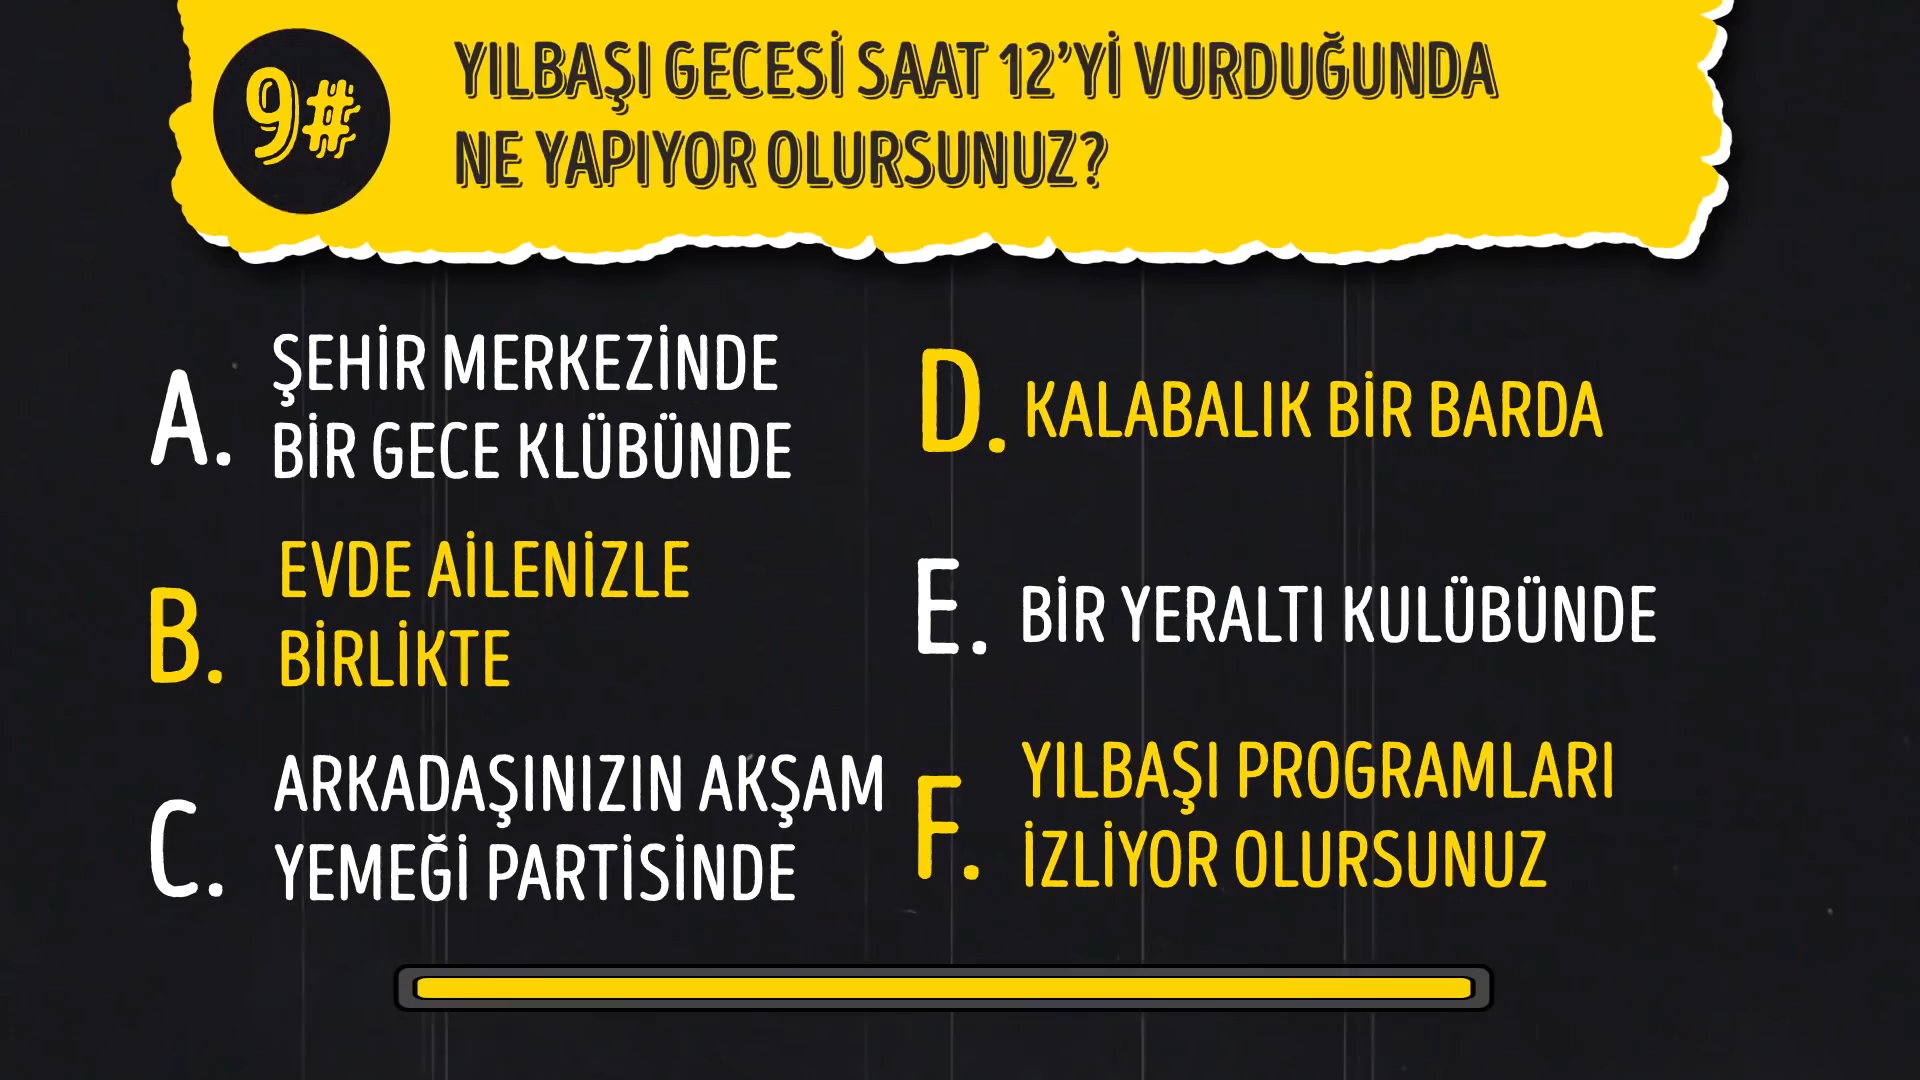 9#
YILBAŞI GECESİ SAAT 12’Yİ VURDUĞUNDA
NE YAPIYOR OLURSUNUZ?
A. ŞEHİR MERKEZİNDE
BİR GECE KLÜBÜNDE
B. EVDE AİLENİZLE
BİRLİKTE
C. ARKADAŞINIZIN AKŞAM
YEMEĞİ PARTİSİNDE
D. KALABALIK BİR BARDA
E. BİR YERALTI KULÜBÜNDE
F. YILBAŞI PROGRAMLARI
İZLİYOR OLURSUNUZ